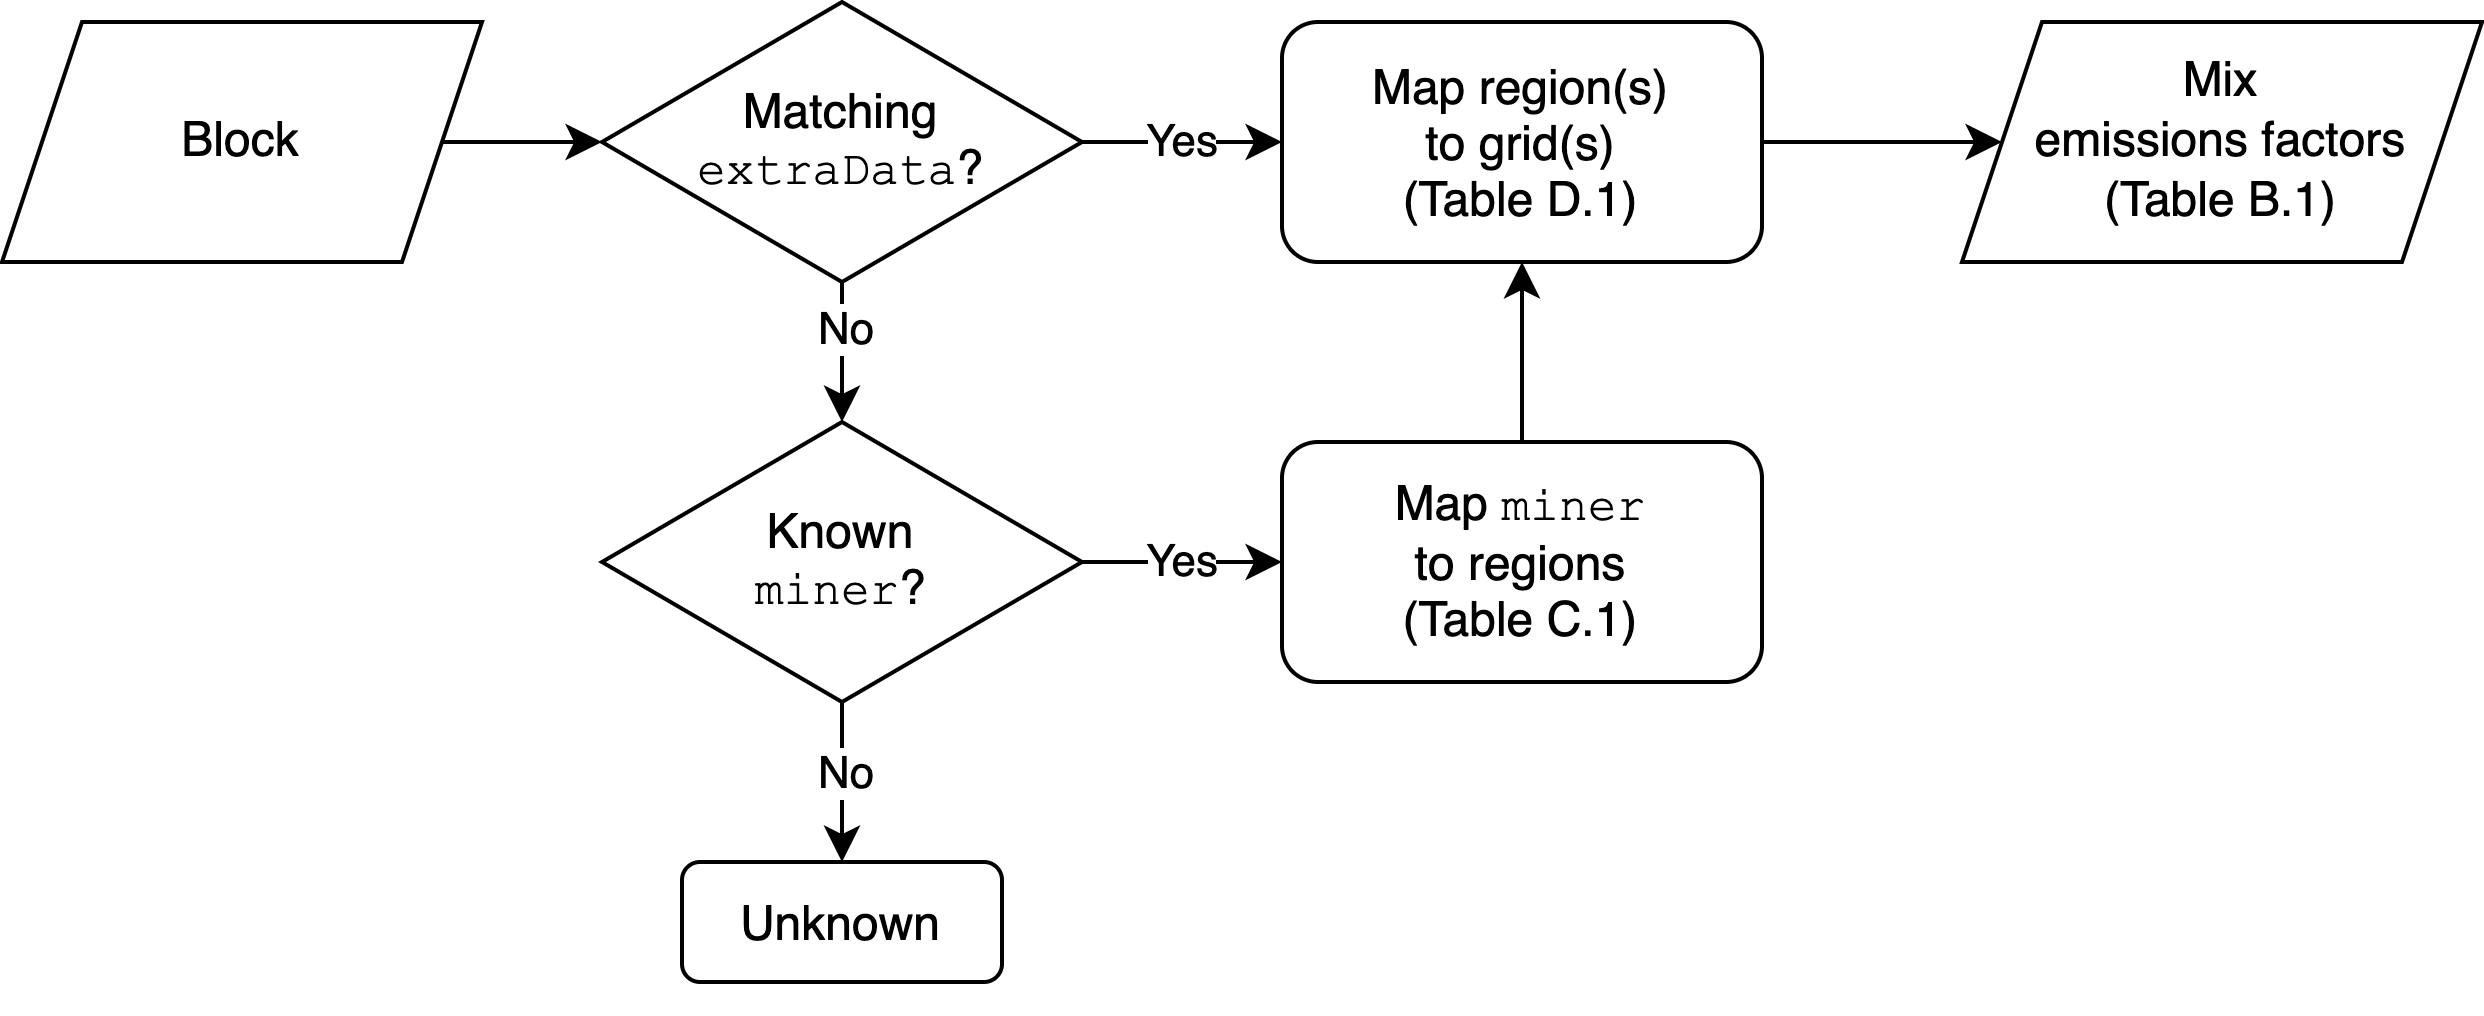 Block
Matching
extraData?
Yes
Map region(s)
to grid(s)
(Table D.1)
Mix
emissions factors
(Table B.1)
No
Known
miner?
Yes
Map miner
to regions
(Table C.1)
No
Unknown